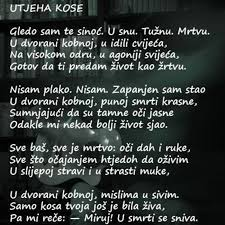 UTJEHA KOSE
Gledo sam te sinoć. U snu. Tužnu. Mrtvu.
U dvorani kobnoj, u idili cvijeća,
Na visokom odru, u agoniji svijeća,
Gotov da ti predam život kao žrtvu.
Nisam plako. Nisam. Zapanjen sam stao
U dvorani kobnoj, punoj smrti krasne,
Sumnjajući da su tamne oči jasne
Odakle mi nekad bolji život sjao.
Sve baš, sve je mrtvo: oči dah i ruke,
Sve što očajanjem htjedoh da oživim
U slijepoj stravi i u strasti muke,
U dvorani kobnoj, mislima u sivim.
Samo kosa tvoja još je bila živa,
Pa mi reče: — Miruj! U smrti se sniva.